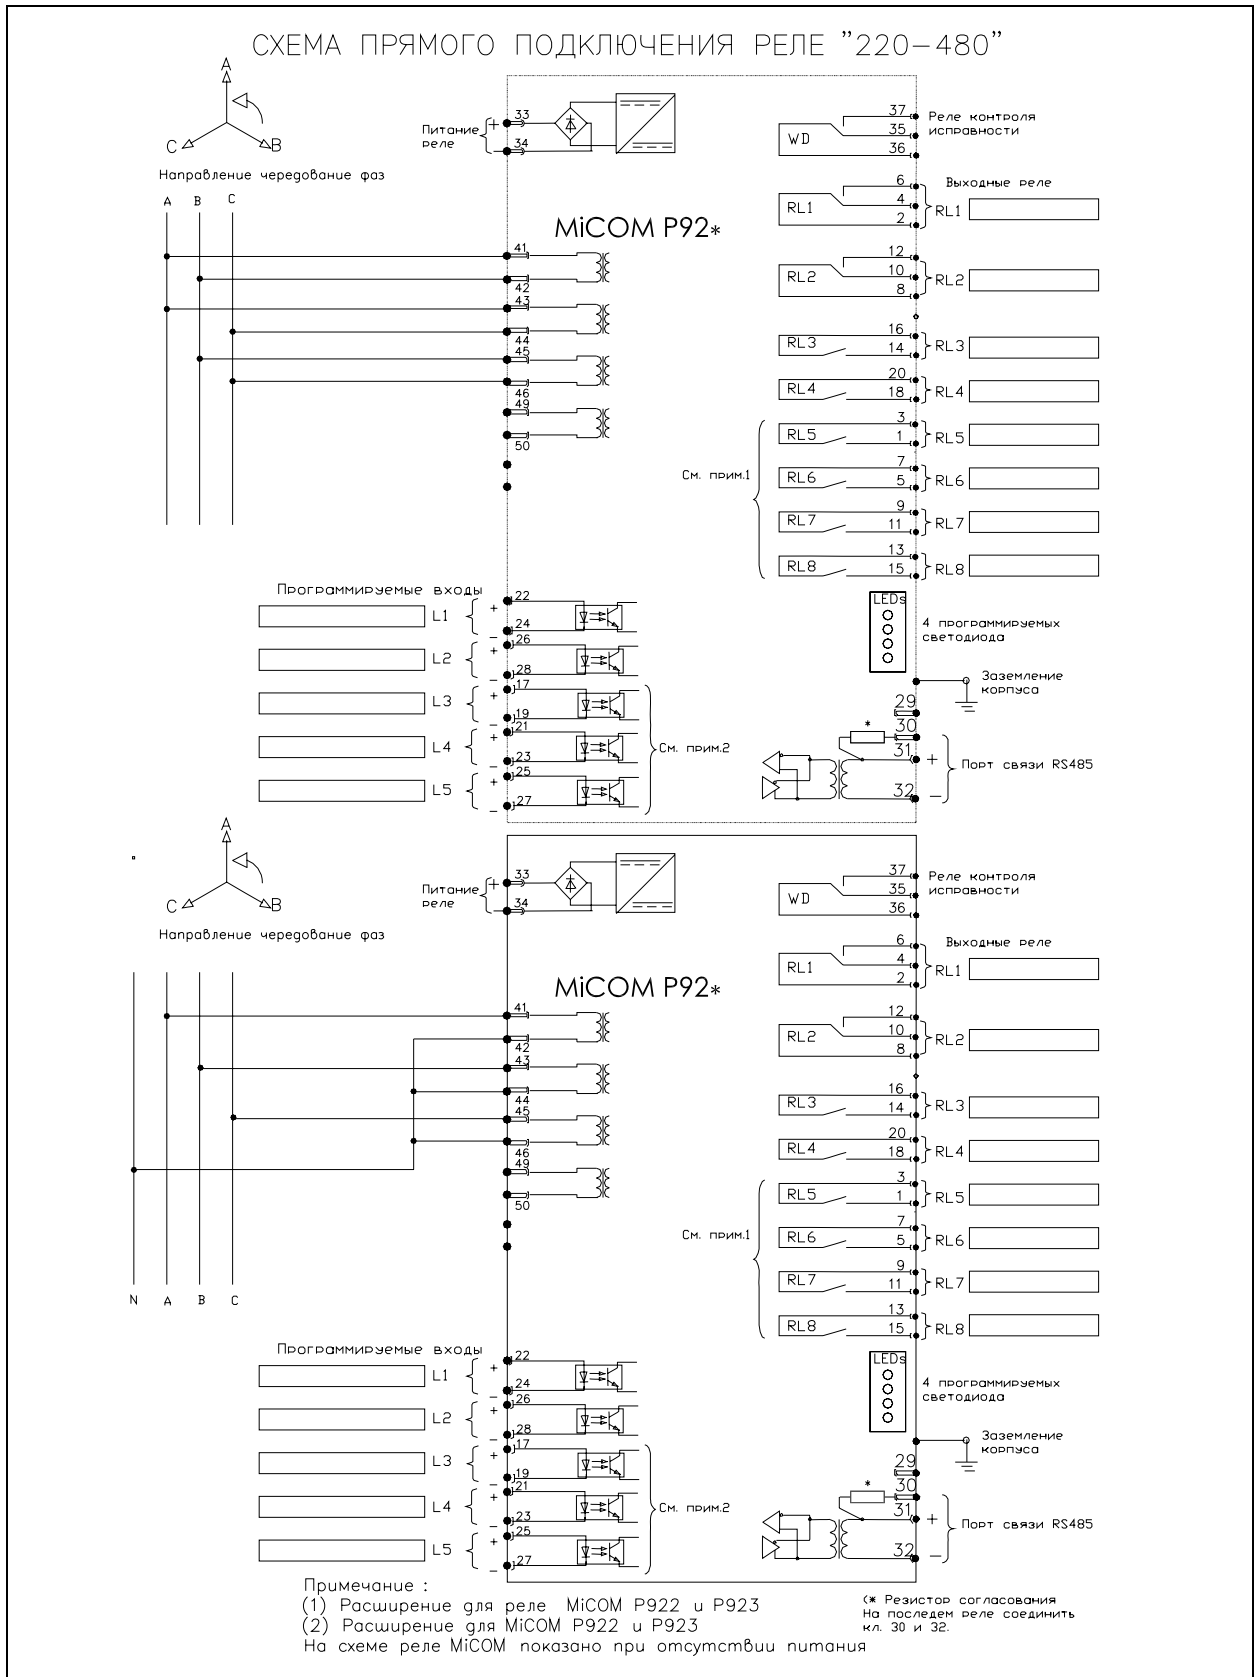 СХЕМА ПРЯМОГО ПОДКЛЮЧЕНИЯ РЕЛЕ "220-480"
A
C
B
Направление чередование фаз
A B C
Питание реле
+ 33
- 34
MiCOM P92*
41
42
43
44
45
46
49
50
WD
37
35
36
Реле контроля исправности
Выходные реле
RL1
6
4
2
RL1
RL2
12
10
8
RL2
RL3
16
14
RL3
RL4
20
18
RL4
См. прим.1
RL5
3
1
RL5
RL6
7
5
RL6
RL7
9
11
RL7
RL8
13
15
RL8
Программируемые входы
L1 + 22
- 24
L2 + 26
- 28
L3 + 17
- 19
L4 + 21
- 23
L5 + 25
- 27
См. прим.2
LEDs
4 программируемых светодиода
Заземление корпуса
29
30
*
31 +
32 -
Порт связи RS485
A
C
B
Направление чередование фаз
Питание реле
+ 33
- 34
MiCOM P92*
41
42
43
44
45
46
49
50
N A B C
WD
37
35
36
Реле контроля исправности
Выходные реле
RL1
6
4
2
RL1
RL2
12
10
8
RL2
RL3
16
14
RL3
RL4
20
18
RL4
См. прим.1
RL5
3
1
RL5
RL6
7
5
RL6
RL7
9
11
RL7
RL8
13
15
RL8
Программируемые входы
L1 + 22
- 24
L2 + 26
- 28
L3 + 17
- 19
L4 + 21
- 23
L5 + 25
- 27
См. прим.2
LEDs
4 программируемых светодиода
Заземление корпуса
29
30
*
31 +
32 -
Порт связи RS485
Примечание :
(1) Расширение для реле MiCOM P922 и P923
(2) Расширение для MiCOM P922 и P923
На схеме реле MiCOM показано при отсутствии питания
(* Резистор согласования
На последем реле соединить
кл. 30 и 32.